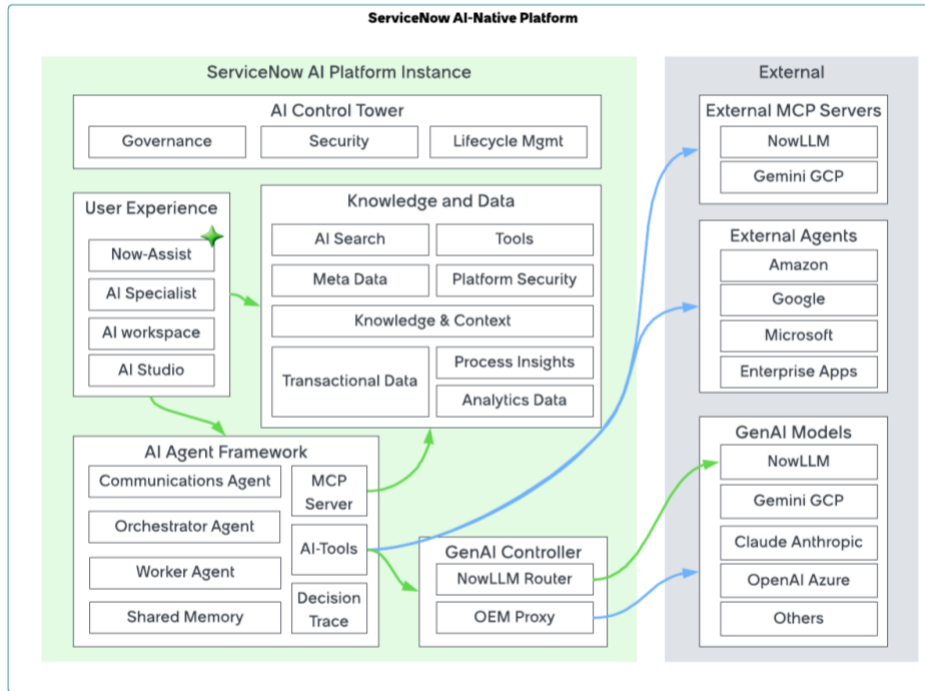 ServiceNow AI-Native Platform
ServiceNow AI Platform Instance
AI Control Tower
Governance
Security
Lifecycle Mgmt
User Experience
Now-Assist
AI Specialist
AI workspace
AI Studio
Knowledge and Data
AI Search
Tools
Meta Data
Platform Security
Knowledge & Context
Transactional Data
Process Insights
Analytics Data
AI Agent Framework
Communications Agent
Orchestrator Agent
Worker Agent
Shared Memory
MCP
Server
AI-Tools
Decision
Trace
GenAI Controller
NowLLM Router
OEM Proxy
External
External MCP Servers
NowLLM
Gemini GCP
External Agents
Amazon
Google
Microsoft
Enterprise Apps
GenAI Models
NowLLM
Gemini GCP
Claude Anthropic
OpenAI Azure
Others